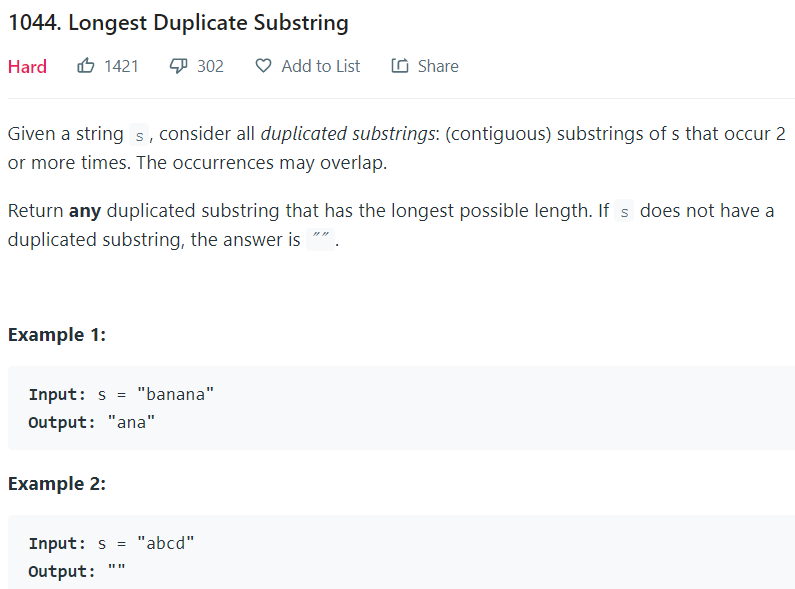 1044. Longest Duplicate Substring
Hard 1421 302 Add to List Share
Given a string s, consider all duplicated substrings: (contiguous) substrings of s that occur 2
or more times. The occurrences may overlap.
Return any duplicated substring that has the longest possible length. If s does not have a
duplicated substring, the answer is "".
Example 1:
Input: s = "banana"
Output: "ana"
Example 2:
Input: s = "abcd"
Output: ""